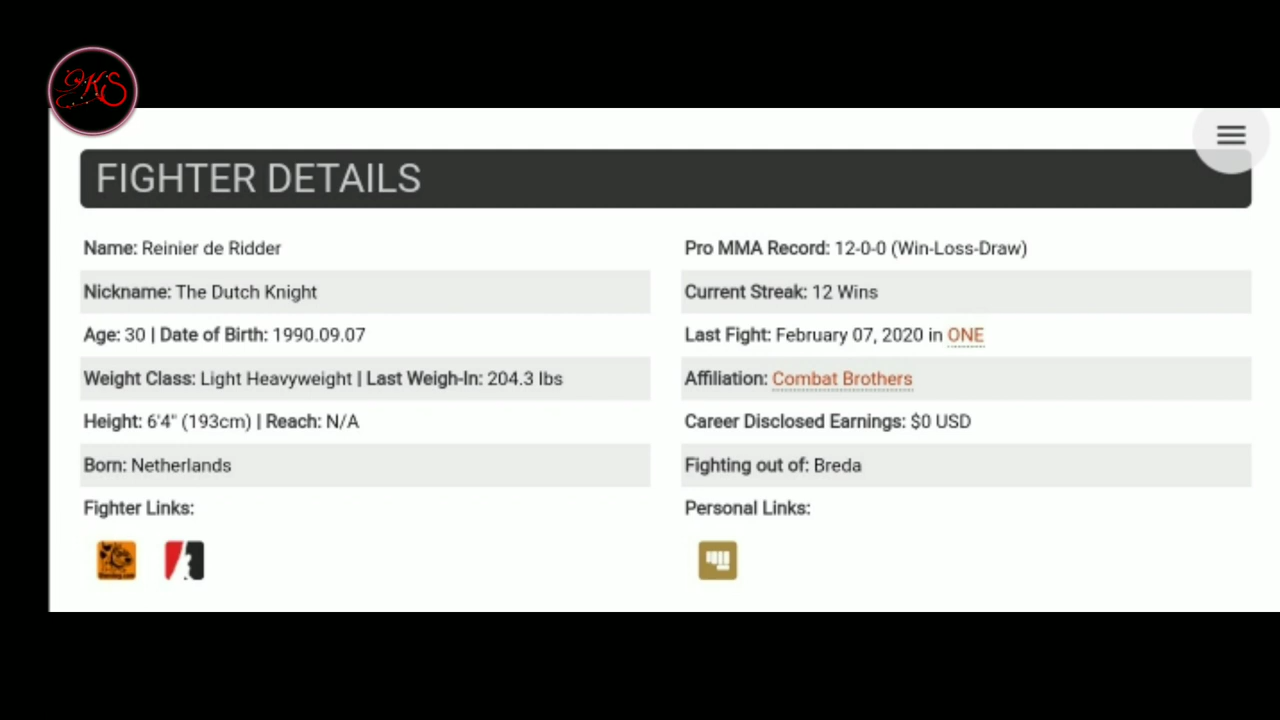 JKS
FIGHTER DETAILS
Name: Reinier de Ridder
Nickname: The Dutch Knight
Age: 30 | Date of Birth: 1990.09.07
Weight Class: Light Heavyweight | Last Weigh-In: 204.3 lbs
Height: 6'4" (193cm) | Reach: N/A
Born: Netherlands
Fighter Links:
Pro MMA Record: 12-0-0 (Win-Loss-Draw)
Current Streak: 12 Wins
Last Fight: February 07, 2020 in ONE
Affiliation: Combat Brothers
Career Disclosed Earnings: $0 USD
Fighting out of: Breda
Personal Links: